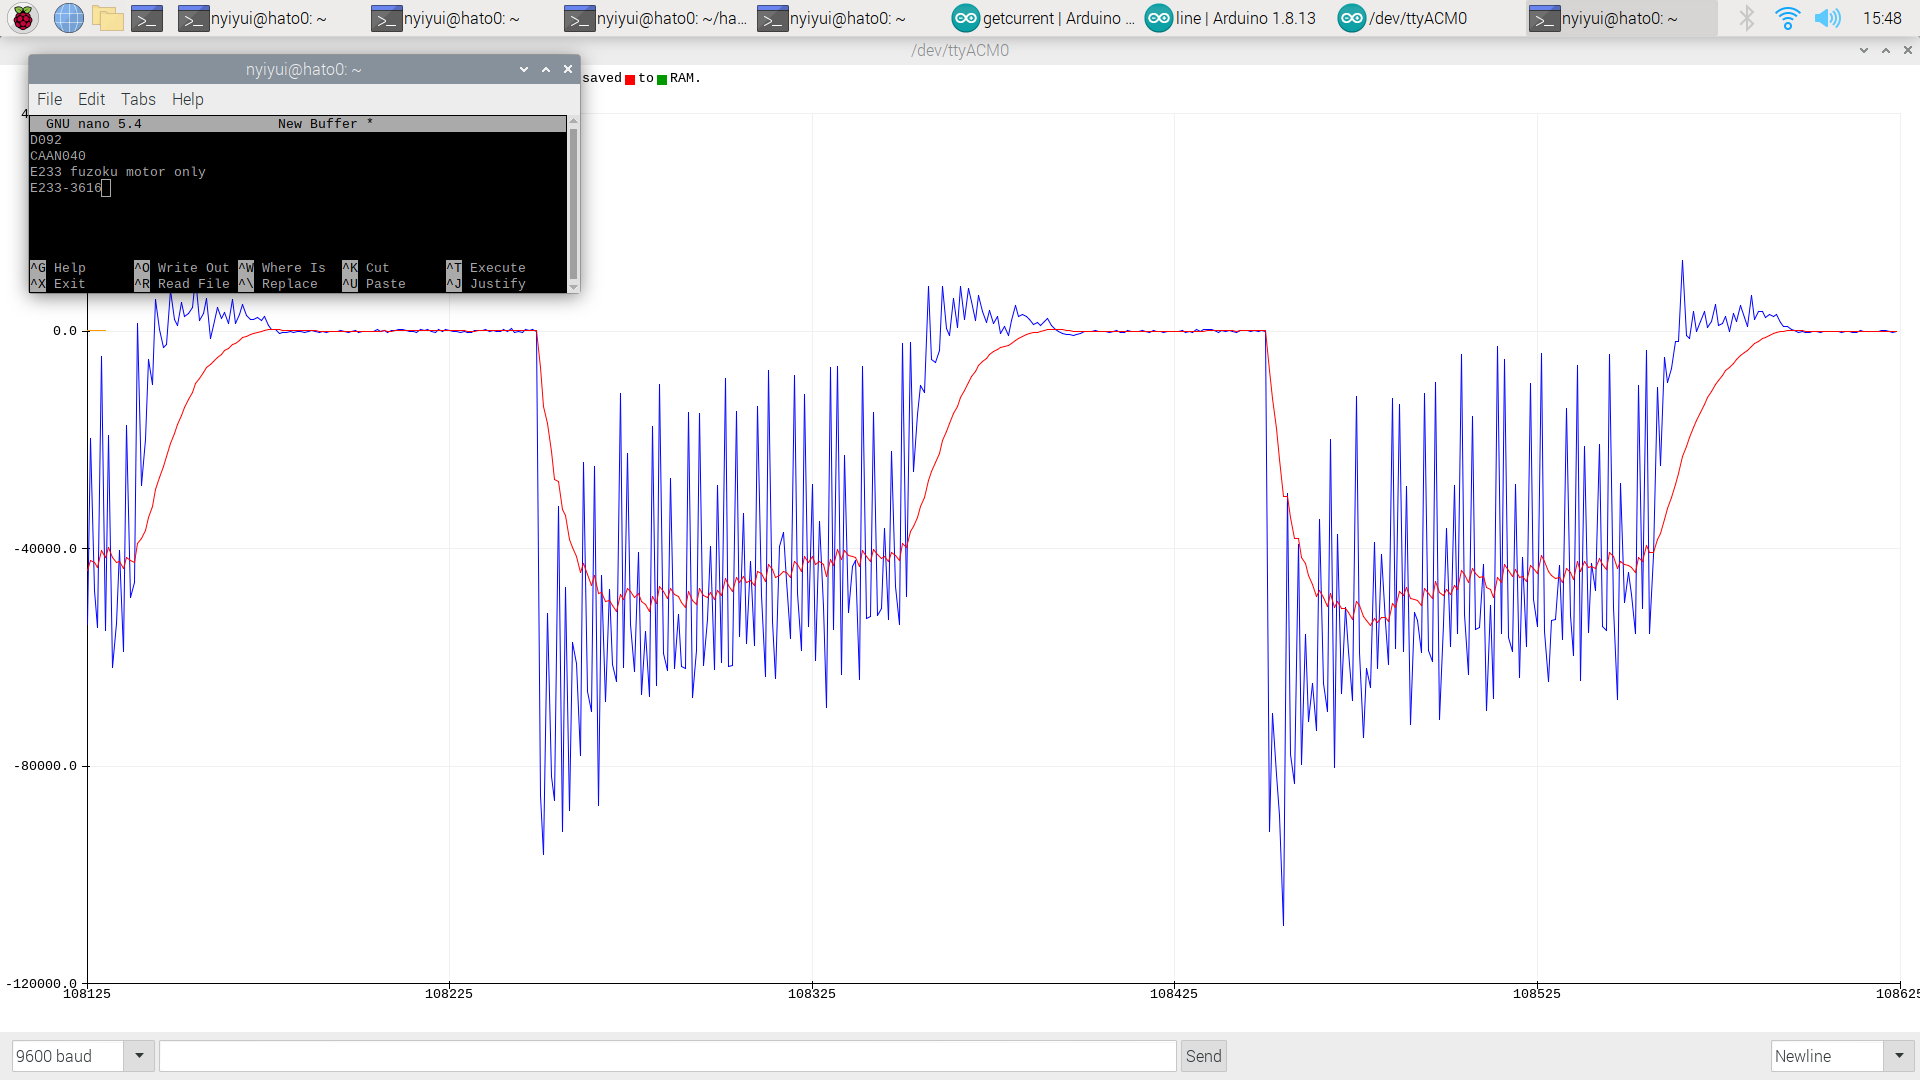 nyiyui@hato0: ~
nyiyui@hato0: ~
nyiyui@hato0: ~/ha...
nyiyui@hato0: ~
getcurrent | Arduino ...
line | Arduino 1.8.13
/dev/ttyACM0
nyiyui@hato0: ~
15:48
/dev/ttyACM0
nyiyui@hato0: ~
File Edit Tabs Help
GNU nano 5.4 New Buffer *
D092
CAAN040
E233 fuzoku motor only
E233-3616
^G Help ^O Write Out ^W Where Is ^K Cut ^T Execute
^X Exit ^R Read File ^\ Replace ^U Paste ^J Justify
saved to RAM.
4
0.0
-40000.0
-80000.0
-120000.0
108125 108225 108325 108425 108525 108625
9600 baud
Send
Newline